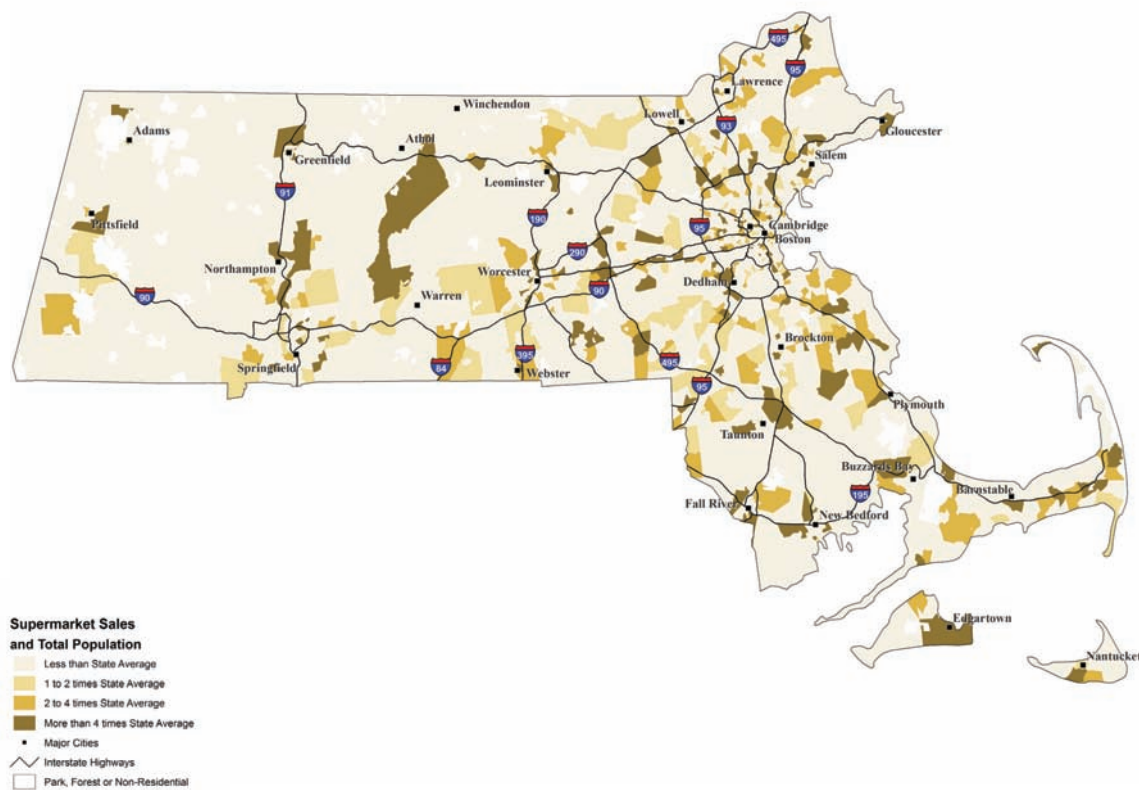 495
95
Lawrence
Winchendon
Lowell
93
Gloucester
Adams
Athol
Greenfield
Salem
Leominster
91
Pittsfield
190
95
Cambridge
Boston
290
Northampton
Worcester
Dedham
90
90
Warren
Brockton
395
495
84
Springfield
Webster
95
Plymouth
Taunton
Buzzards Bay
195
Barnstable
Fall River
New Bedford
Edgartown
Nantucket
Supermarket Sales
and Total Population
Less than State Average
1 to 2 times State Average
2 to 4 times State Average
More than 4 times State Average
Major Cities
Interstate Highways
Park, Forest or Non-Residential